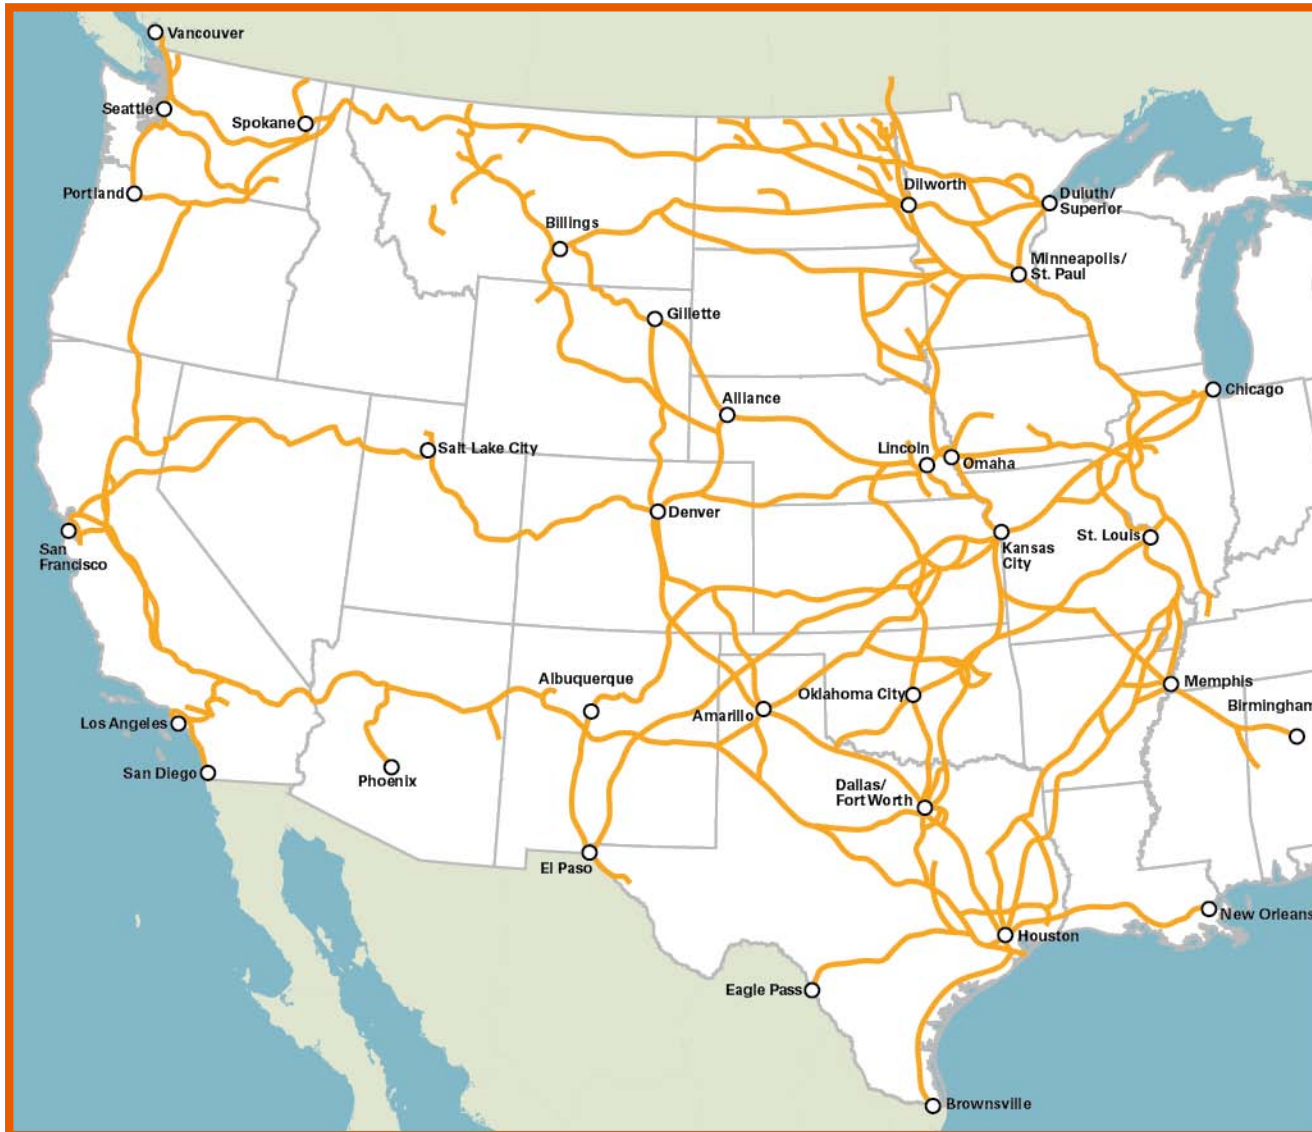 Vancouver
Seattle
Spokane
Portland
Dilworth
Duluth/
Superior
Billings
Minneapolis/
St. Paul
Gillette
Chicago
Alliance
Salt Lake City
Lincoln
Omaha
Denver
San
Francisco
Kansas
City
St. Louis
Albuquerque
Oklahoma City
Memphis
Amarillo
Birmingham
Los Angeles
San Diego
Phoenix
Dallas/
Fort Worth
El Paso
New Orleans
Houston
Eagle Pass
Brownsville